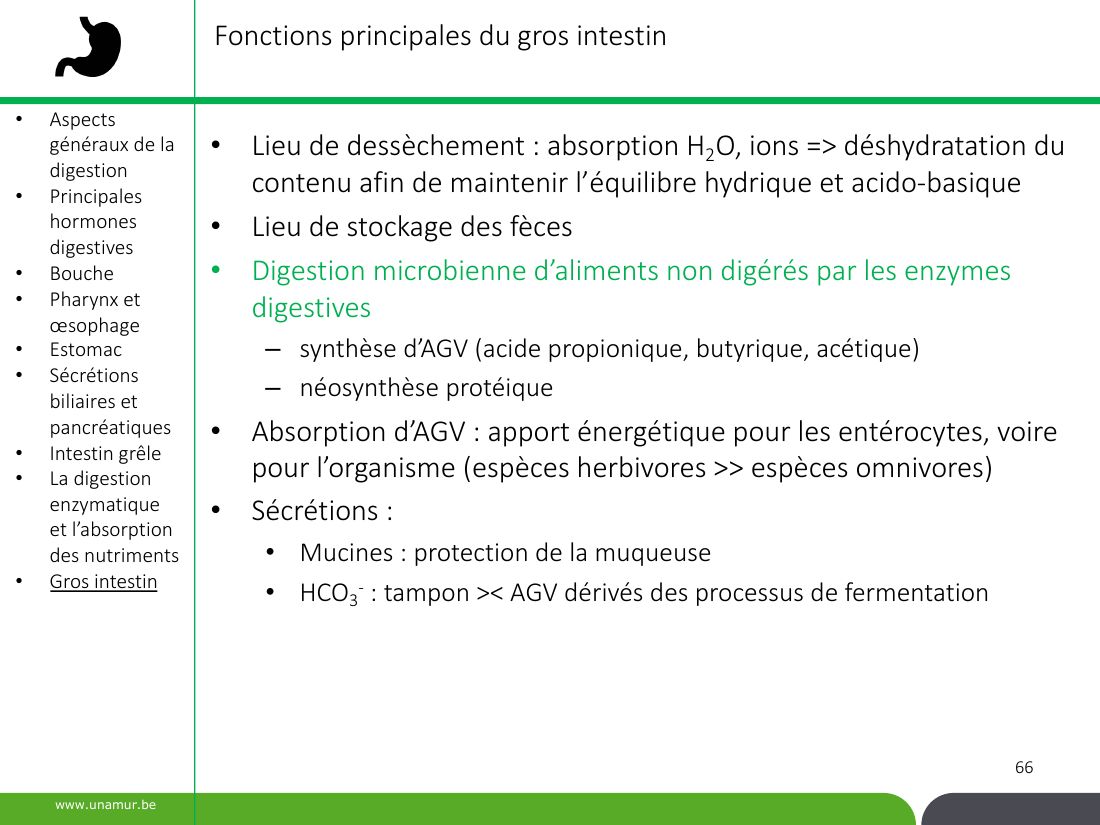 Fonctions principales du gros intestin
• Aspects
généraux de la
digestion
• Principales
hormones
digestives
• Bouche
• Pharynx et
œsophage
• Estomac
• Sécrétions
biliaires et
pancréatiques
• Intestin grêle
• La digestion
enzymatique
et l’absorption
des nutriments
• Gros intestin
• Lieu de dessèchement : absorption H₂O, ions => déshydratation du
contenu afin de maintenir l’équilibre hydrique et acido-basique
• Lieu de stockage des fèces
• Digestion microbienne d’aliments non digérés par les enzymes
digestives
– synthèse d’AGV (acide propionique, butyrique, acétique)
– néosynthèse protéique
• Absorption d’AGV : apport énergétique pour les entérocytes, voire
pour l’organisme (espèces herbivores >> espèces omnivores)
• Sécrétions :
• Mucines : protection de la muqueuse
• HCO₃⁻ : tampon >< AGV dérivés des processus de fermentation
66
www.unamur.be